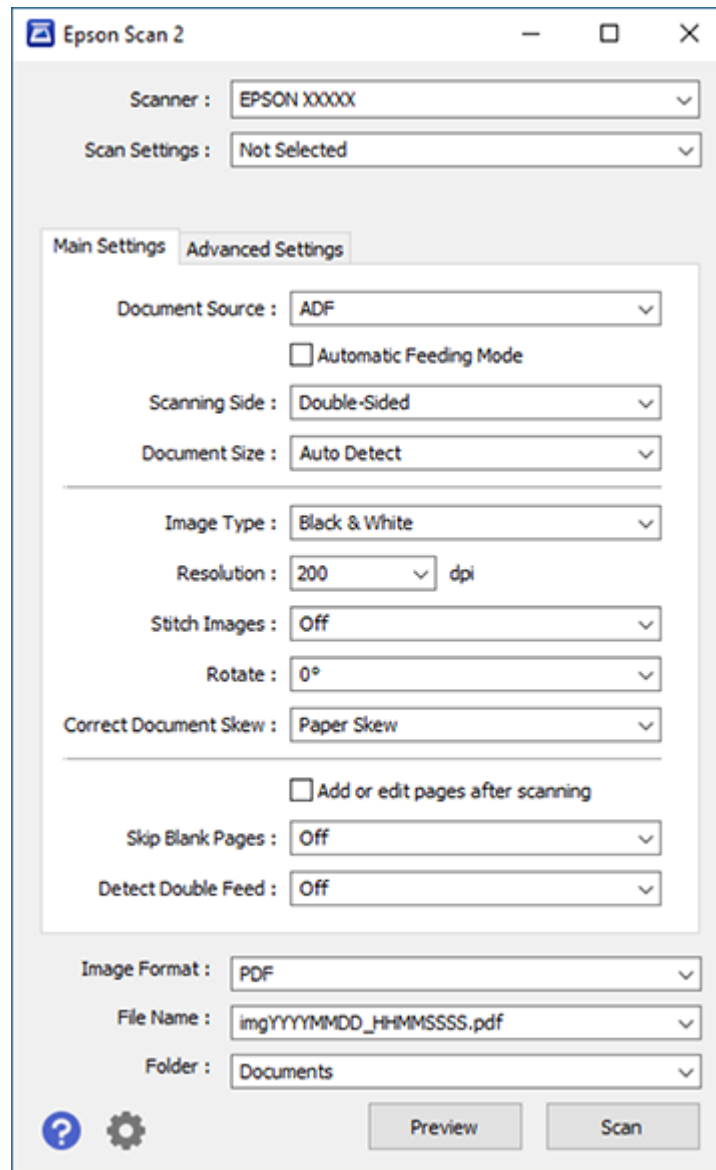 Epson Scan 2
Scanner : EPSON XXXXX
Scan Settings : Not Selected
Main Settings Advanced Settings
Document Source : ADF
Automatic Feeding Mode
Scanning Side : Double-Sided
Document Size : Auto Detect
Image Type : Black & White
Resolution : 200 dpi
Stitch Images : Off
Rotate : 0°
Correct Document Skew : Paper Skew
Add or edit pages after scanning
Skip Blank Pages : Off
Detect Double Feed : Off
Image Format : PDF
File Name : imgYYYYMMDD_HHMMSSSS.pdf
Folder : Documents
? Preview Scan